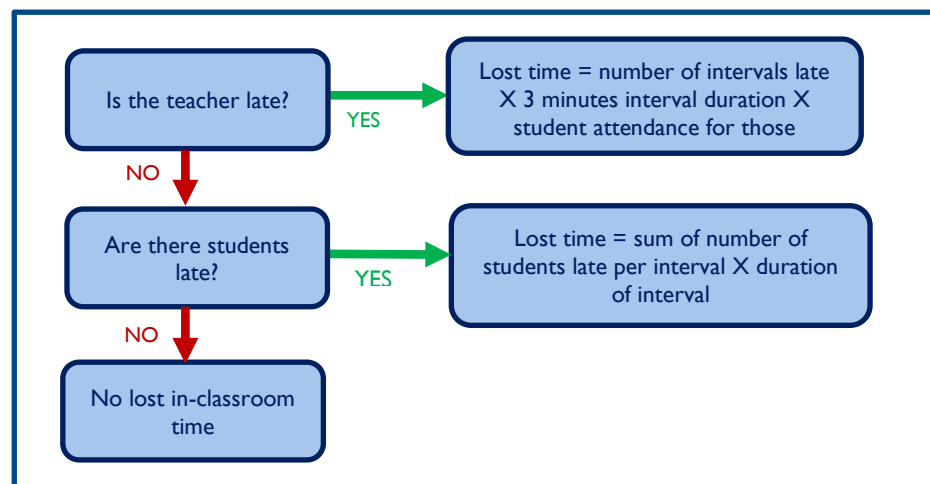 Is the teacher late?
YES
Lost time = number of intervals late
X 3 minutes interval duration X
student attendance for those
NO
Are there students
late?
YES
Lost time = sum of number of
students late per interval X duration
of interval
NO
No lost in-classroom
time